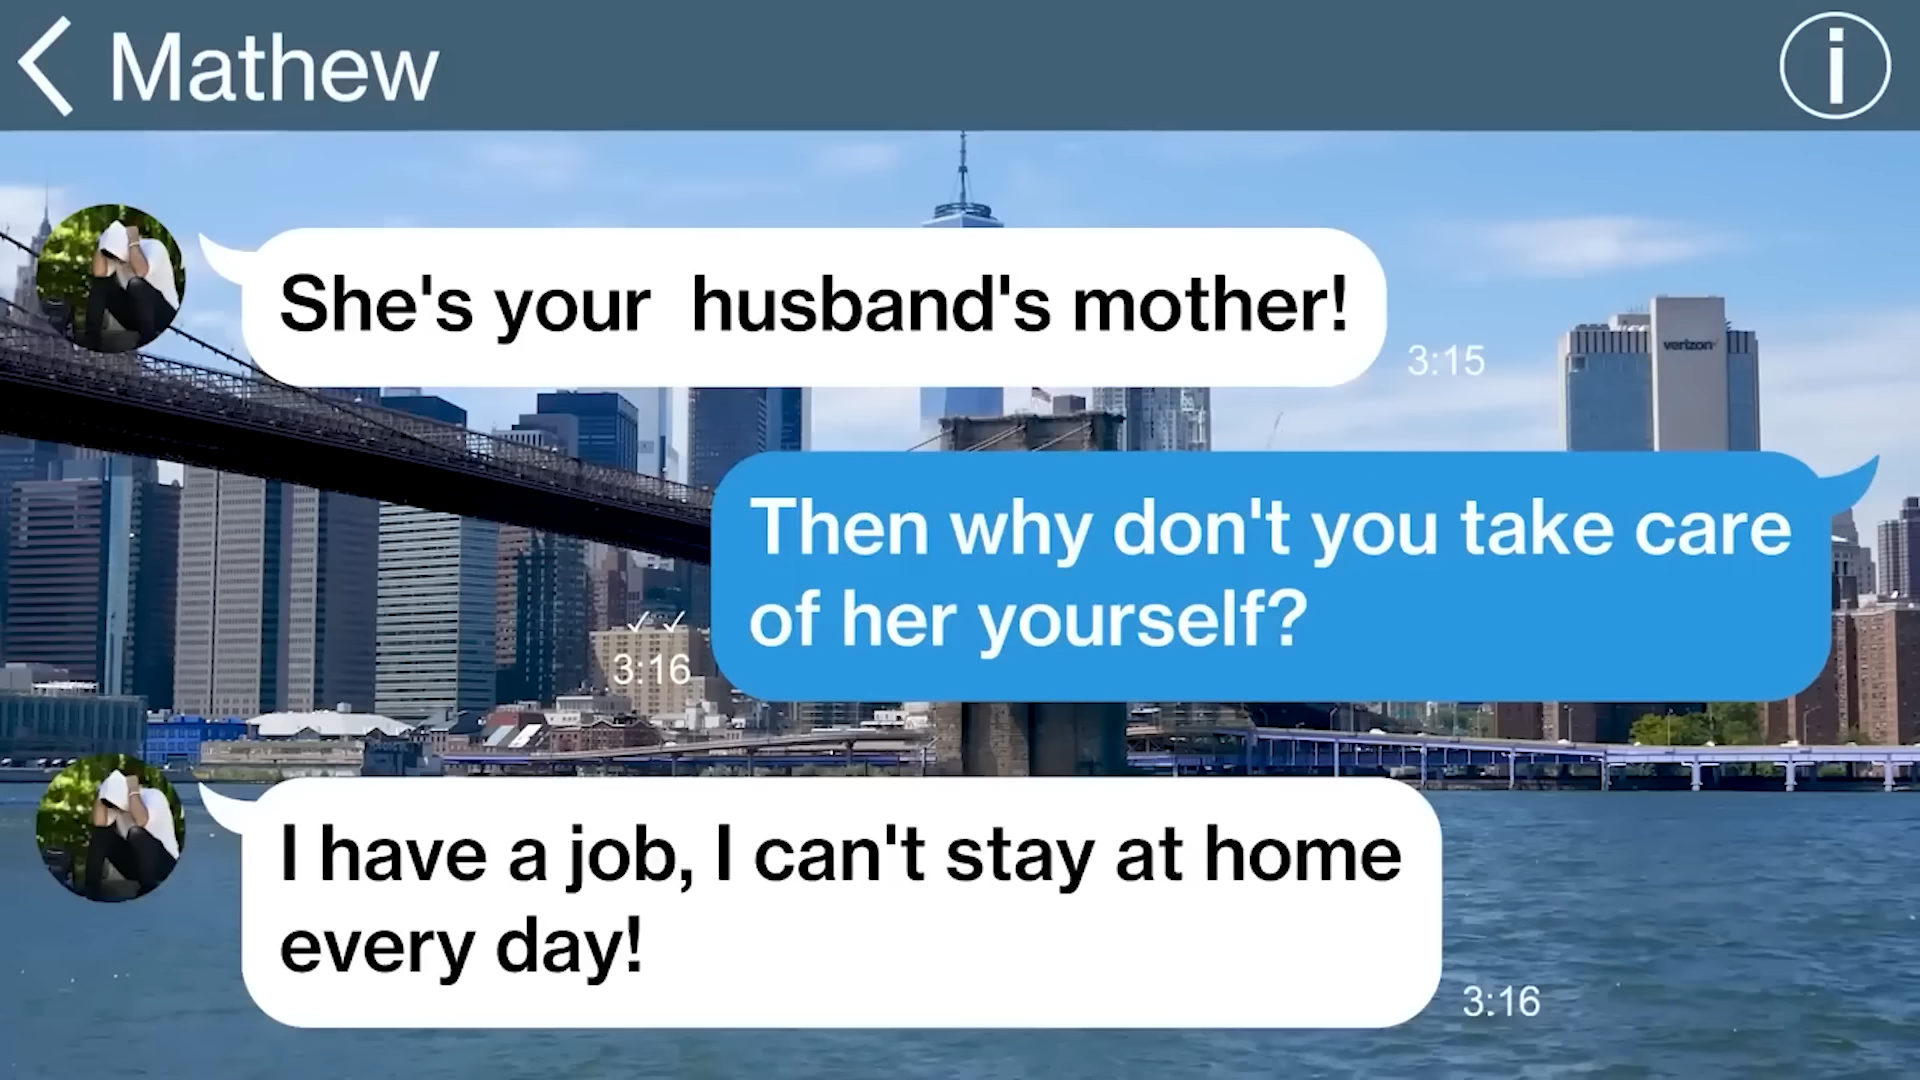 Mathew
She's your  husband's mother!
3:15
verizon
Then why don't you take care
of her yourself?
3:16
I have a job, I can't stay at home
every day!
3:16